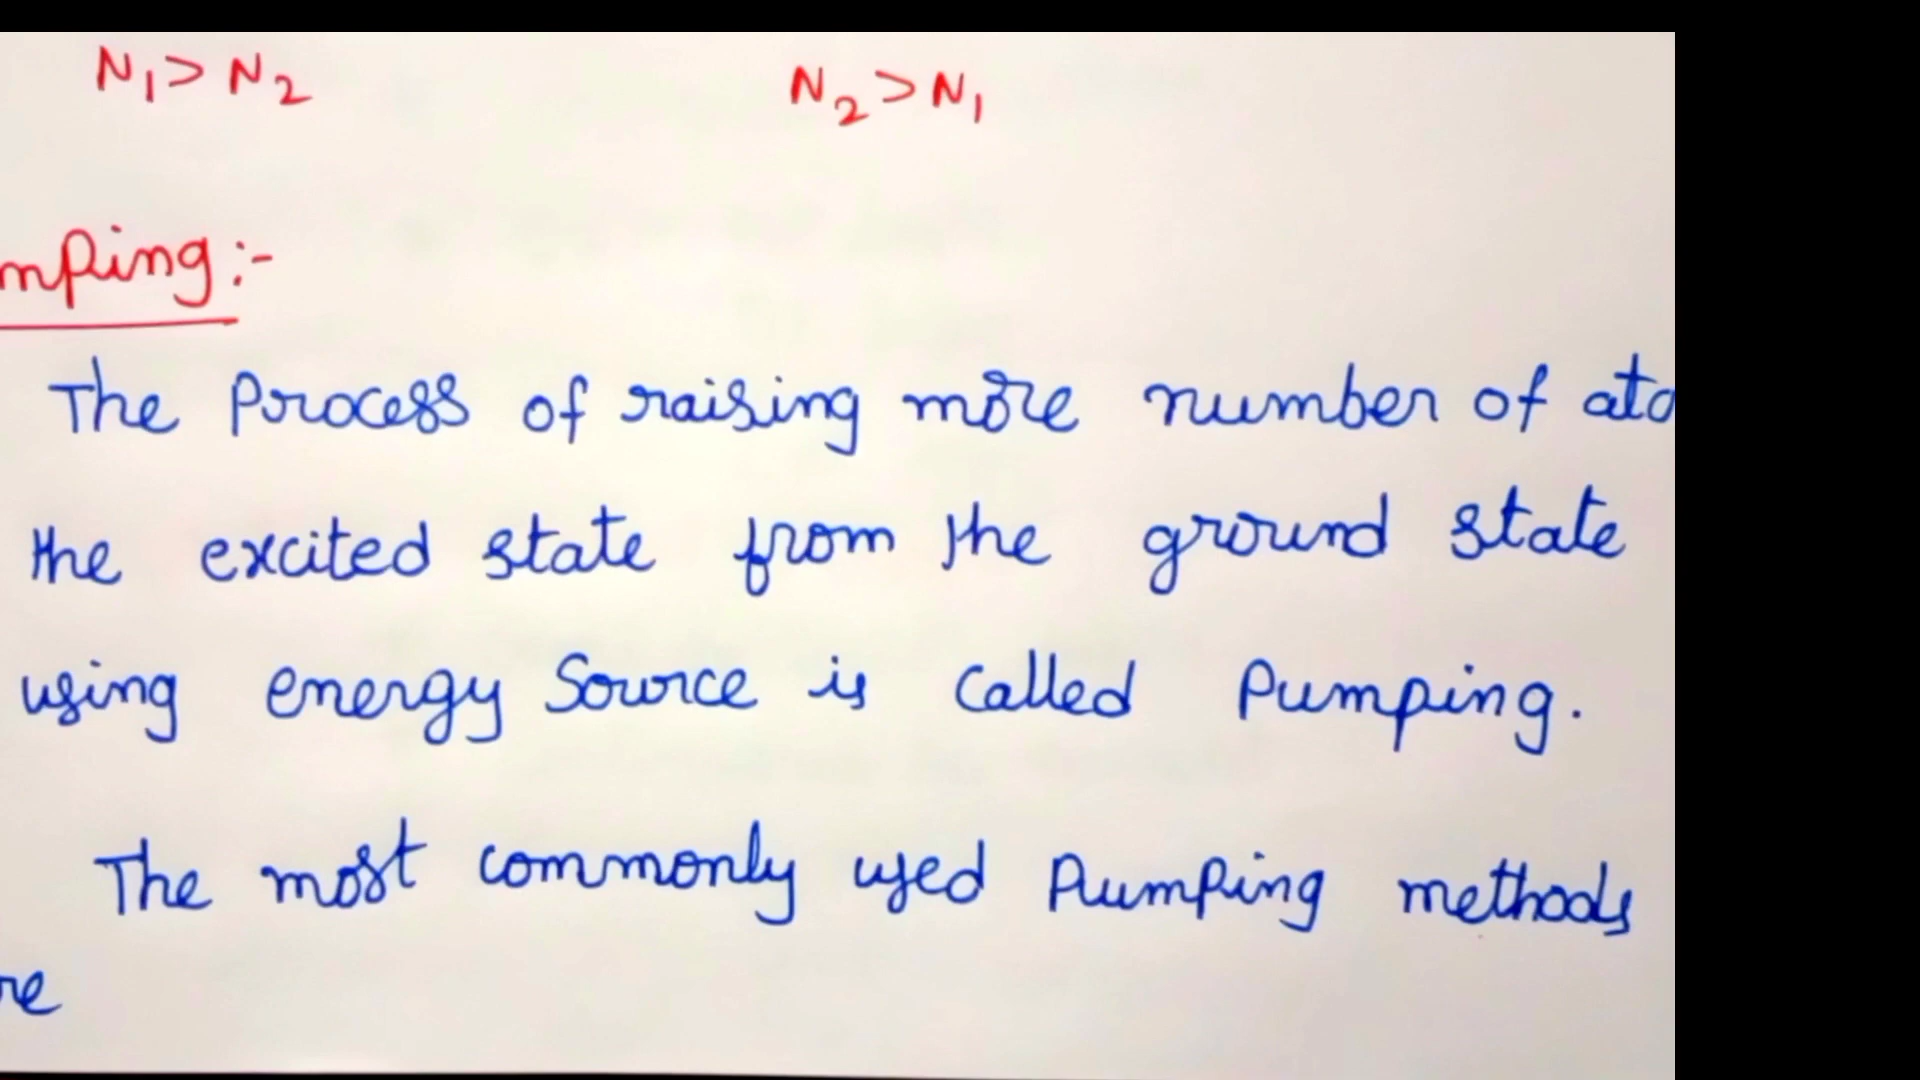 N₁ > N₂ N₂ > N₁
mping :-
The Process of raising more number of ato
the excited state from the ground state
using energy Source is called Pumping.
The most commonly used Pumping methods
re